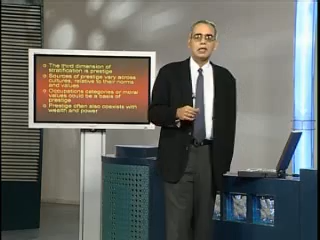 The third dimension of
stratification is prestige
Sources of prestige vary across
cultures, relative to their norms
and values
Occupations categories or moral
values could be a basis of
prestige
Prestige often also coexists with
wealth and power